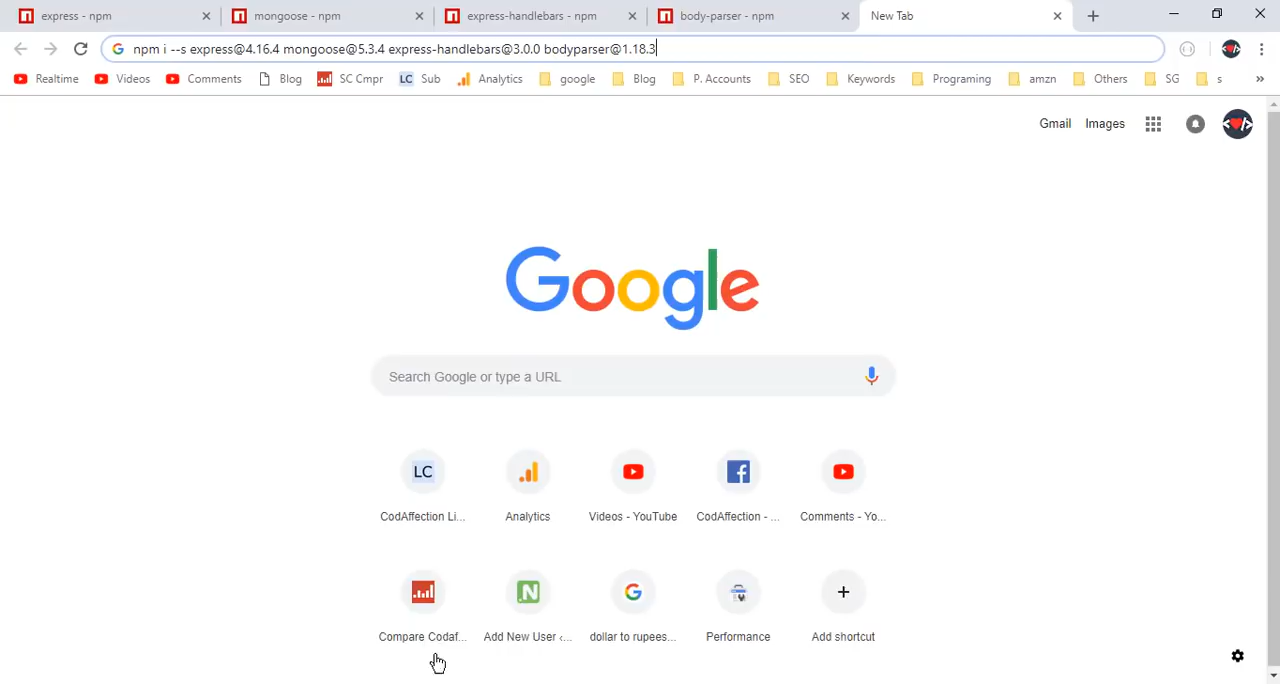 express - npm
mongoose - npm
express-handlebars - npm
body-parser - npm
New Tab
npm i --s express@4.16.4 mongoose@5.3.4 express-handlebars@3.0.0 bodyparser@1.18.3
Realtime Videos Comments Blog SC Cmpr LC Sub Analytics google Blog P. Accounts SEO Keywords Programing amzn Others SG s »
Gmail Images
Google
Search Google or type a URL
LC
CodAffection Li... Analytics Videos - YouTube CodAffection - ... Comments - Yo...
Compare Codaf... Add New User ‹... dollar to rupees... Performance Add shortcut